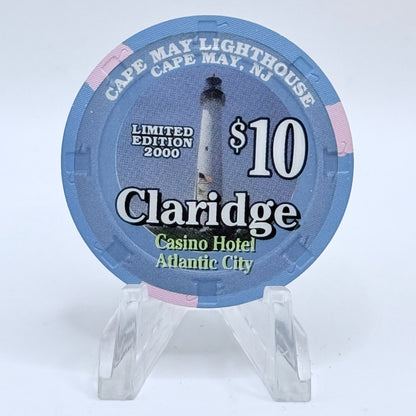 CAPE MAY LIGHTHOUSE
CAPE MAY, NJ
LIMITED
EDITION
2000
$10
Claridge
Casino Hotel
Atlantic City